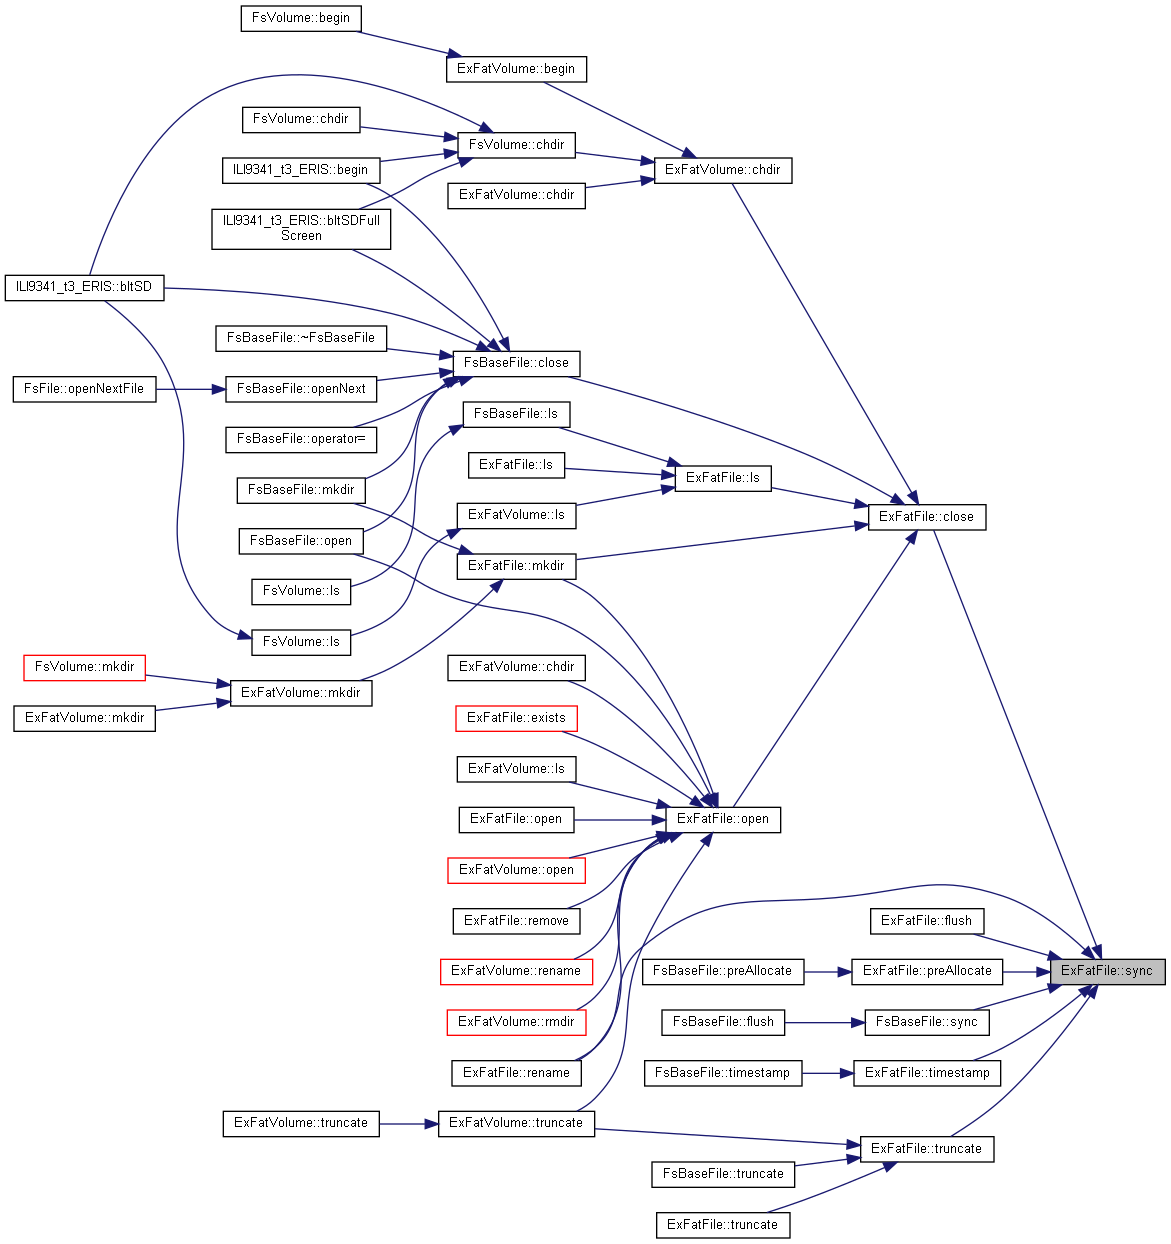 FsVolume::begin
ExFatVolume::begin
FsVolume::chdir
FsVolume::chdir
ILI9341_t3_ERIS::begin
ExFatVolume::chdir
ExFatVolume::chdir
ILI9341_t3_ERIS::bltSDFull
Screen
ILI9341_t3_ERIS::bltSD
FsBaseFile::~FsBaseFile
FsBaseFile::close
FsFile::openNextFile
FsBaseFile::openNext
FsBaseFile::ls
FsBaseFile::operator=
ExFatFile::ls
ExFatFile::ls
FsBaseFile::mkdir
ExFatVolume::ls
ExFatFile::close
FsBaseFile::open
ExFatFile::mkdir
FsVolume::ls
FsVolume::ls
FsVolume::mkdir
ExFatVolume::chdir
ExFatVolume::mkdir
ExFatVolume::mkdir
ExFatFile::exists
ExFatVolume::ls
ExFatFile::open
ExFatFile::open
ExFatVolume::open
ExFatFile::remove
ExFatFile::flush
ExFatVolume::rename
FsBaseFile::preAllocate
ExFatFile::preAllocate
ExFatFile::sync
ExFatVolume::rmdir
FsBaseFile::flush
FsBaseFile::sync
ExFatFile::rename
FsBaseFile::timestamp
ExFatFile::timestamp
ExFatVolume::truncate
ExFatVolume::truncate
ExFatFile::truncate
FsBaseFile::truncate
ExFatFile::truncate